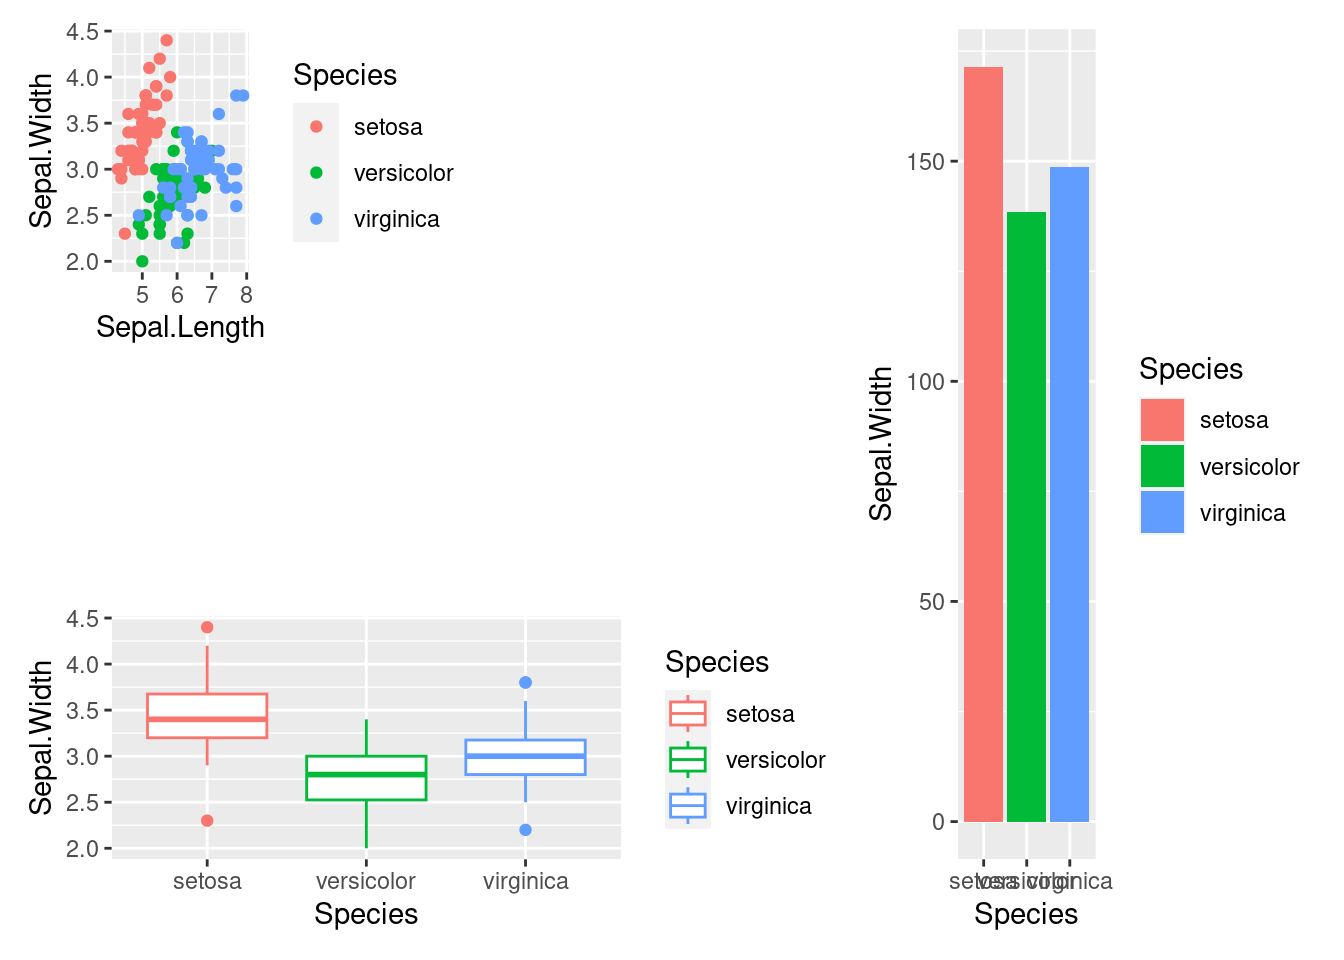 Sepal.Width
4.5
4.0
3.5
3.0
2.5
2.0
5 6 7 8
Sepal.Length
Species
setosa
versicolor
virginica
Sepal.Width
4.5
4.0
3.5
3.0
2.5
2.0
setosa versicolor virginica
Species
Species
setosa
versicolor
virginica
Sepal.Width
150
100
50
0
setosa versicolor virginica
Species
Species
setosa
versicolor
virginica